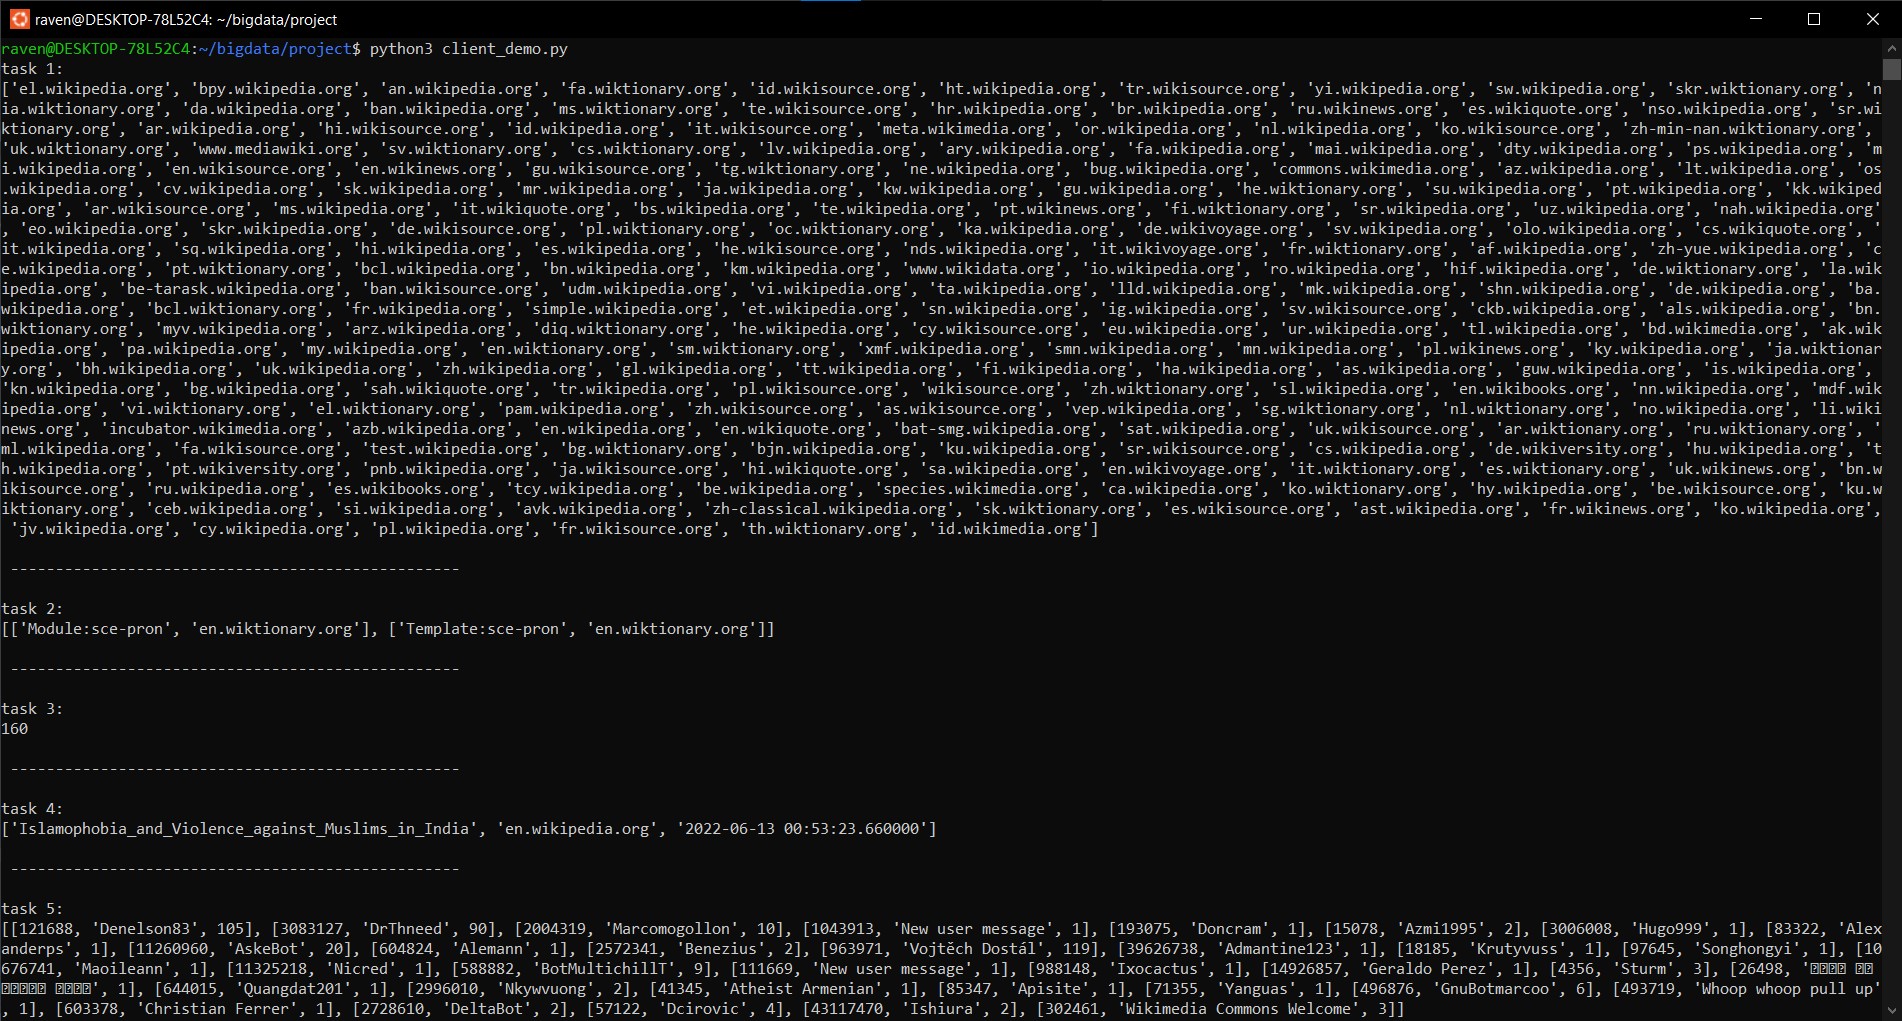 raven@DESKTOP-78L52C4: ~/bigdata/project
raven@DESKTOP-78L52C4:~/bigdata/project$ python3 client_demo.py
task 1:
['el.wikipedia.org', 'bpy.wikipedia.org', 'an.wikipedia.org', 'fa.wiktionary.org', 'id.wikisource.org', 'ht.wikipedia.org', 'tr.wikisource.org', 'yi.wikipedia.org', 'sw.wikipedia.org', 'skr.wiktionary.org', 'n
ia.wiktionary.org', 'da.wikipedia.org', 'ban.wikipedia.org', 'ms.wiktionary.org', 'te.wikisource.org', 'hr.wikipedia.org', 'br.wikipedia.org', 'ru.wikinews.org', 'es.wikiquote.org', 'nso.wikipedia.org', 'sr.wi
ktionary.org', 'ar.wikipedia.org', 'hi.wikisource.org', 'id.wikipedia.org', 'it.wikisource.org', 'meta.wikimedia.org', 'or.wikipedia.org', 'nl.wikipedia.org', 'ko.wikisource.org', 'zh-min-nan.wiktionary.org',
'uk.wiktionary.org', 'www.mediawiki.org', 'sv.wiktionary.org', 'cs.wikipedia.org', 'lv.wikipedia.org', 'ary.wikipedia.org', 'fa.wikipedia.org', 'mai.wikipedia.org', 'dty.wikipedia.org', 'ps.wikipedia.org', 'm
i.wikipedia.org', 'en.wikisource.org', 'en.wikinews.org', 'gu.wikisource.org', 'tg.wiktionary.org', 'ne.wikipedia.org', 'bug.wikipedia.org', 'commons.wikimedia.org', 'az.wikipedia.org', 'lt.wikipedia.org', 'os
.wikipedia.org', 'cv.wikipedia.org', 'sk.wikipedia.org', 'mr.wikipedia.org', 'ja.wikipedia.org', 'kw.wikipedia.org', 'gu.wikipedia.org', 'he.wiktionary.org', 'su.wikipedia.org', 'pt.wikipedia.org', 'kk.wikiped
ia.org', 'ar.wikisource.org', 'ms.wikipedia.org', 'it.wikiquote.org', 'bs.wikipedia.org', 'te.wikipedia.org', 'pt.wikinews.org', 'fi.wiktionary.org', 'sr.wikipedia.org', 'uz.wikipedia.org', 'nah.wikipedia.org'
, 'eo.wikipedia.org', 'skr.wikipedia.org', 'de.wikisource.org', 'pl.wiktionary.org', 'oc.wiktionary.org', 'ka.wikipedia.org', 'de.wikivoyage.org', 'sv.wikipedia.org', 'olo.wikipedia.org', 'cs.wikiquote.org', '
it.wikipedia.org', 'sq.wikipedia.org', 'hi.wikipedia.org', 'es.wikipedia.org', 'he.wikisource.org', 'nds.wikipedia.org', 'it.wikivoyage.org', 'fr.wiktionary.org', 'af.wikipedia.org', 'zh-yue.wikipedia.org', 'c
e.wikipedia.org', 'pt.wiktionary.org', 'bcl.wikipedia.org', 'bn.wikipedia.org', 'km.wikipedia.org', 'www.wikidata.org', 'io.wikipedia.org', 'ro.wikipedia.org', 'hif.wikipedia.org', 'de.wiktionary.org', 'la.wik
ipedia.org', 'be-tarask.wikipedia.org', 'ban.wikisource.org', 'udm.wikipedia.org', 'vi.wikipedia.org', 'ta.wikipedia.org', 'lld.wikipedia.org', 'mk.wikipedia.org', 'shn.wikipedia.org', 'de.wikipedia.org', 'ba.
wikipedia.org', 'bcl.wiktionary.org', 'fr.wikipedia.org', 'simple.wikipedia.org', 'et.wikipedia.org', 'sn.wikipedia.org', 'ig.wikipedia.org', 'sv.wikisource.org', 'ckb.wikipedia.org', 'als.wikipedia.org', 'bn.
wiktionary.org', 'myv.wikipedia.org', 'arz.wikipedia.org', 'diq.wiktionary.org', 'he.wikipedia.org', 'cy.wikisource.org', 'eu.wikipedia.org', 'ur.wikipedia.org', 'tl.wikipedia.org', 'bd.wikimedia.org', 'ak.wik
ipedia.org', 'pa.wikipedia.org', 'my.wikipedia.org', 'en.wiktionary.org', 'sm.wiktionary.org', 'xmf.wikipedia.org', 'smn.wikipedia.org', 'mn.wikipedia.org', 'pl.wikinews.org', 'ky.wikipedia.org', 'ja.wiktionar
y.org', 'bh.wikipedia.org', 'uk.wikipedia.org', 'zh.wikipedia.org', 'gl.wikipedia.org', 'tt.wikipedia.org', 'fi.wikipedia.org', 'ha.wikipedia.org', 'as.wikipedia.org', 'guw.wikipedia.org', 'is.wikipedia.org',
'kn.wikipedia.org', 'bg.wikipedia.org', 'sah.wikiquote.org', 'tr.wikipedia.org', 'pl.wikisource.org', 'wikisource.org', 'zh.wiktionary.org', 'sl.wikipedia.org', 'en.wikibooks.org', 'nn.wikipedia.org', 'mdf.wik
ipedia.org', 'vi.wiktionary.org', 'el.wiktionary.org', 'pam.wikipedia.org', 'zh.wikisource.org', 'as.wikisource.org', 'vep.wikipedia.org', 'sg.wiktionary.org', 'nl.wiktionary.org', 'no.wikipedia.org', 'li.wiki
news.org', 'incubator.wikimedia.org', 'azb.wikipedia.org', 'en.wikipedia.org', 'en.wikiquote.org', 'bat-smg.wikipedia.org', 'sat.wikipedia.org', 'uk.wikisource.org', 'ar.wiktionary.org', 'ru.wiktionary.org', '
ml.wikipedia.org', 'fa.wikisource.org', 'test.wikipedia.org', 'bg.wiktionary.org', 'bjn.wikipedia.org', 'ku.wikipedia.org', 'sr.wikisource.org', 'cs.wikisource.org', 'de.wikiversity.org', 'hu.wikipedia.org', 't
h.wikipedia.org', 'pt.wikiversity.org', 'pnb.wikipedia.org', 'ja.wikisource.org', 'hi.wikiquote.org', 'sa.wikipedia.org', 'en.wikivoyage.org', 'it.wiktionary.org', 'es.wiktionary.org', 'uk.wikinews.org', 'bn.w
ikisource.org', 'ru.wikipedia.org', 'es.wikibooks.org', 'tcy.wikipedia.org', 'be.wikipedia.org', 'species.wikimedia.org', 'ca.wikipedia.org', 'ko.wiktionary.org', 'hy.wikipedia.org', 'be.wikisource.org', 'ku.w
iktionary.org', 'ceb.wikipedia.org', 'si.wikipedia.org', 'avk.wikipedia.org', 'zh-classical.wikipedia.org', 'sk.wiktionary.org', 'es.wikisource.org', 'ast.wikipedia.org', 'fr.wikinews.org', 'ko.wikipedia.org',
'jv.wikipedia.org', 'cy.wikipedia.org', 'pl.wikipedia.org', 'fr.wikisource.org', 'th.wiktionary.org', 'id.wikimedia.org']
--------------------------------------------------
task 2:
[['Module:sce-pron', 'en.wiktionary.org'], ['Template:sce-pron', 'en.wiktionary.org']]
--------------------------------------------------
task 3:
160
--------------------------------------------------
task 4:
['Islamophobia_and_Violence_against_Muslims_in_India', 'en.wikipedia.org', '2022-06-13 00:53:23.660000']
--------------------------------------------------
task 5:
[[121688, 'Denelson83', 105], [3083127, 'DrThneed', 90], [2004319, 'Marcomogollon', 10], [1043913, 'New user message', 1], [193075, 'Doncram', 1], [15078, 'Azmi1995', 2], [3006008, 'Hugo999', 1], [83322, 'Alex
anderps', 1], [11260960, 'AskeBot', 20], [604824, 'Alemann', 1], [2572341, 'Benezius', 2], [963971, 'Vojtěch Dostál', 119], [39626738, 'Admantine123', 1], [18185, 'Krutyvuss', 1], [97645, 'Songhongyi', 1], [10
676741, 'Maoileann', 1], [11325218, 'Nicred', 1], [588882, 'BotMultichillT', 9], [111669, 'New user message', 1], [988148, 'Ixocactus', 1], [14926857, 'Geraldo Perez', 1], [4356, 'Sturm', 3], [26498, '
', 1], [644015, 'Quangdat201', 1], [2996010, 'Nkywvuong', 2], [41345, 'Atheist Armenian', 1], [85347, 'Apisite', 1], [71355, 'Yanguas', 1], [496876, 'GnuBotmarcoo', 6], [493719, 'Whoop whoop pull up'
, 1], [603378, 'Christian Ferrer', 1], [2728610, 'DeltaBot', 2], [57122, 'Dcirovic', 4], [43117470, 'Ishiura', 2], [302461, 'Wikimedia Commons Welcome', 3]]